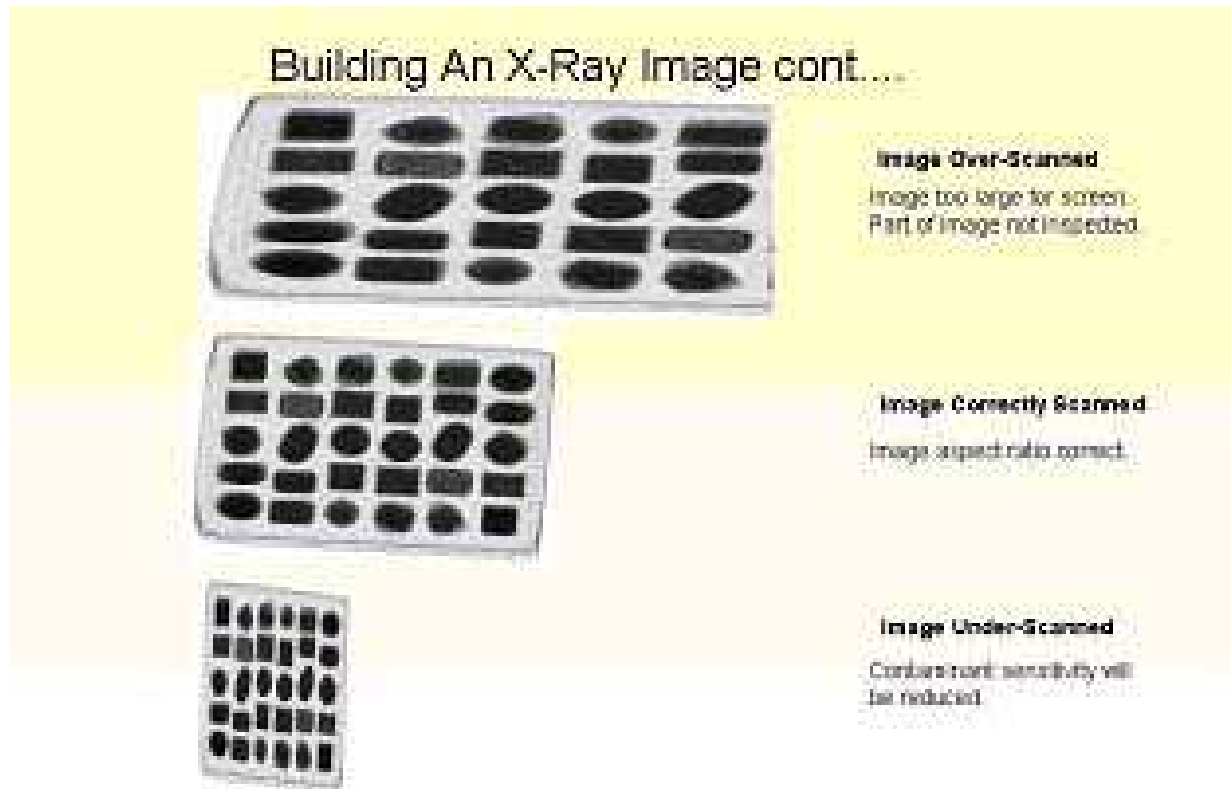 Building An X-Ray Image cont....
Image Over-Scanned
Image too large for screen.
Part of image not inspected.
Image Correctly Scanned
Image aspect ratio correct.
Image Under-Scanned
Contaminant sensitivity will
be reduced.